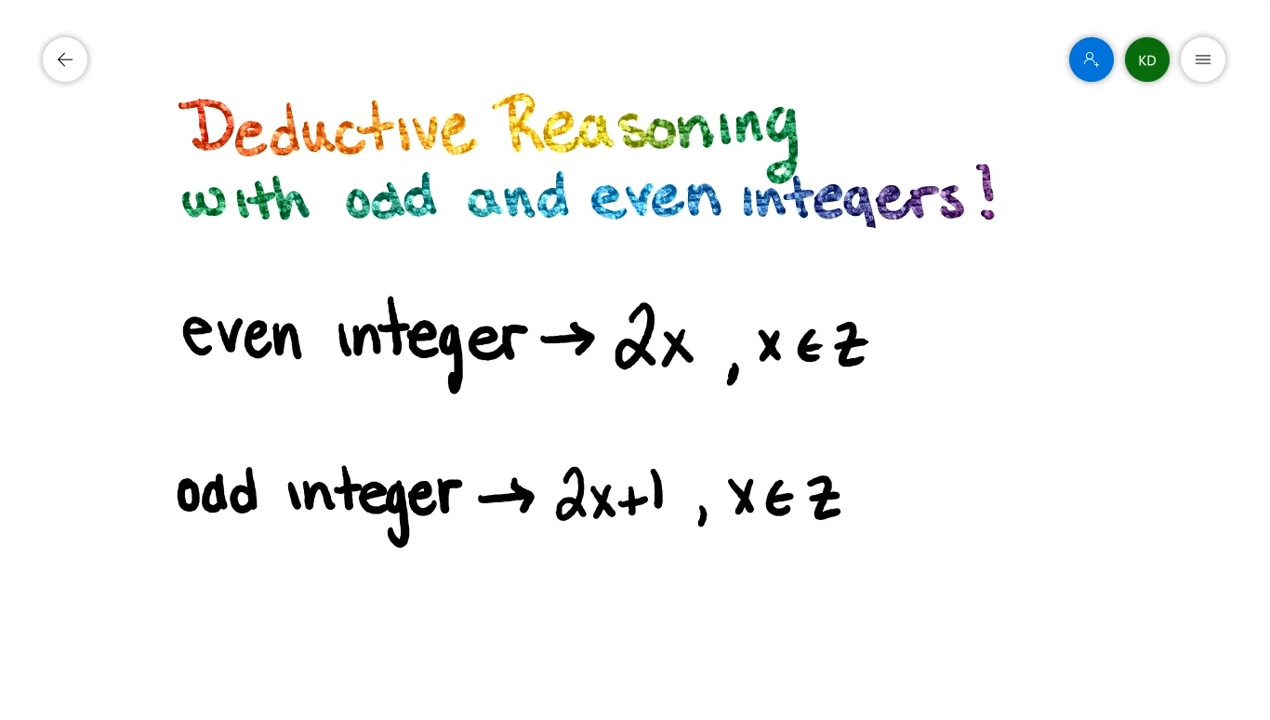 KD
Deductive Reasoning
with odd and even integers!
even integer → 2x , x ∈ z
odd integer → 2x+1 , x ∈ z